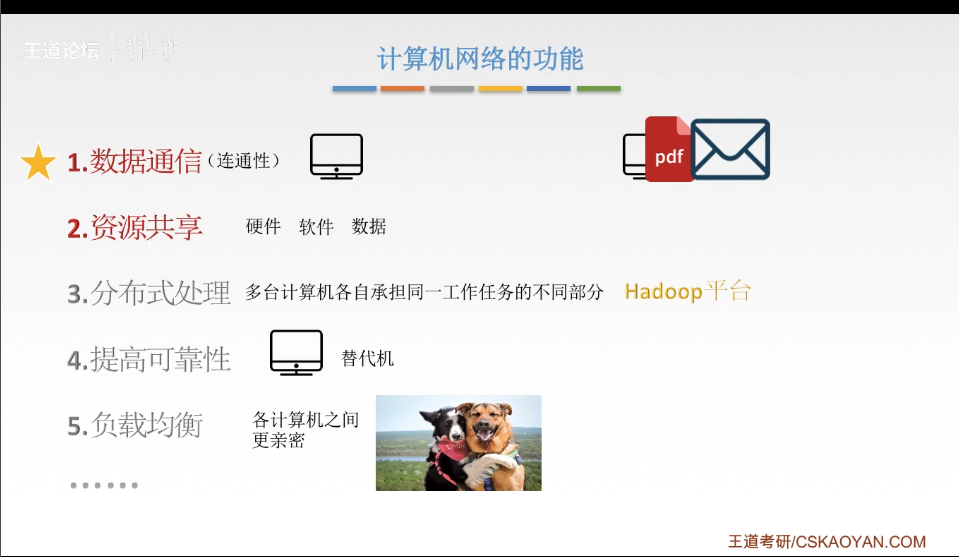 王道论坛
计算机网络的功能
1.数据通信（连通性）
pdf
2.资源共享 硬件 软件 数据
3.分布式处理 多台计算机各自承担同一工作任务的不同部分 Hadoop平台
4.提高可靠性 替代机
5.负载均衡 各计算机之间
更亲密
......
王道考研/CSKAOYAN.COM